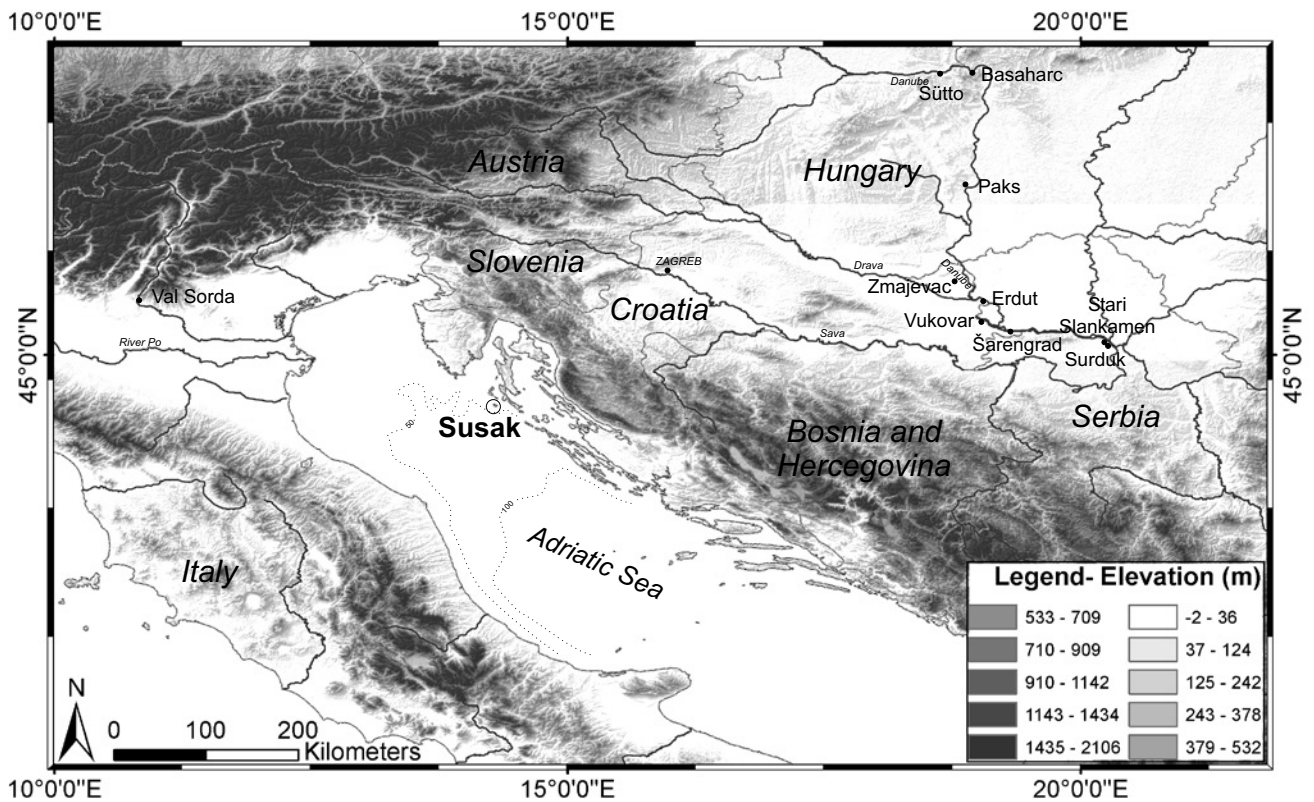 10°0'0"E
15°0'0"E
20°0'0"E
Danube
Basaharc
Sütto
Austria
Hungary
Paks
Slovenia
ZAGREB
Drava
Danube
Zmajevac
Val Sorda
Erdut
Croatia
Stari
Slankamen
Vukovar
Sava
Šarengrad
Surduk
River Po
45°0'0"N
45°0'0"N
50
Susak
Serbia
Bosnia and
Hercegovina
100
Adriatic Sea
Italy
Legend- Elevation (m)
533 - 709
-2 - 36
710 - 909
37 - 124
910 - 1142
125 - 242
1143 - 1434
243 - 378
1435 - 2106
379 - 532
N
0
100
200
Kilometers
10°0'0"E
15°0'0"E
20°0'0"E